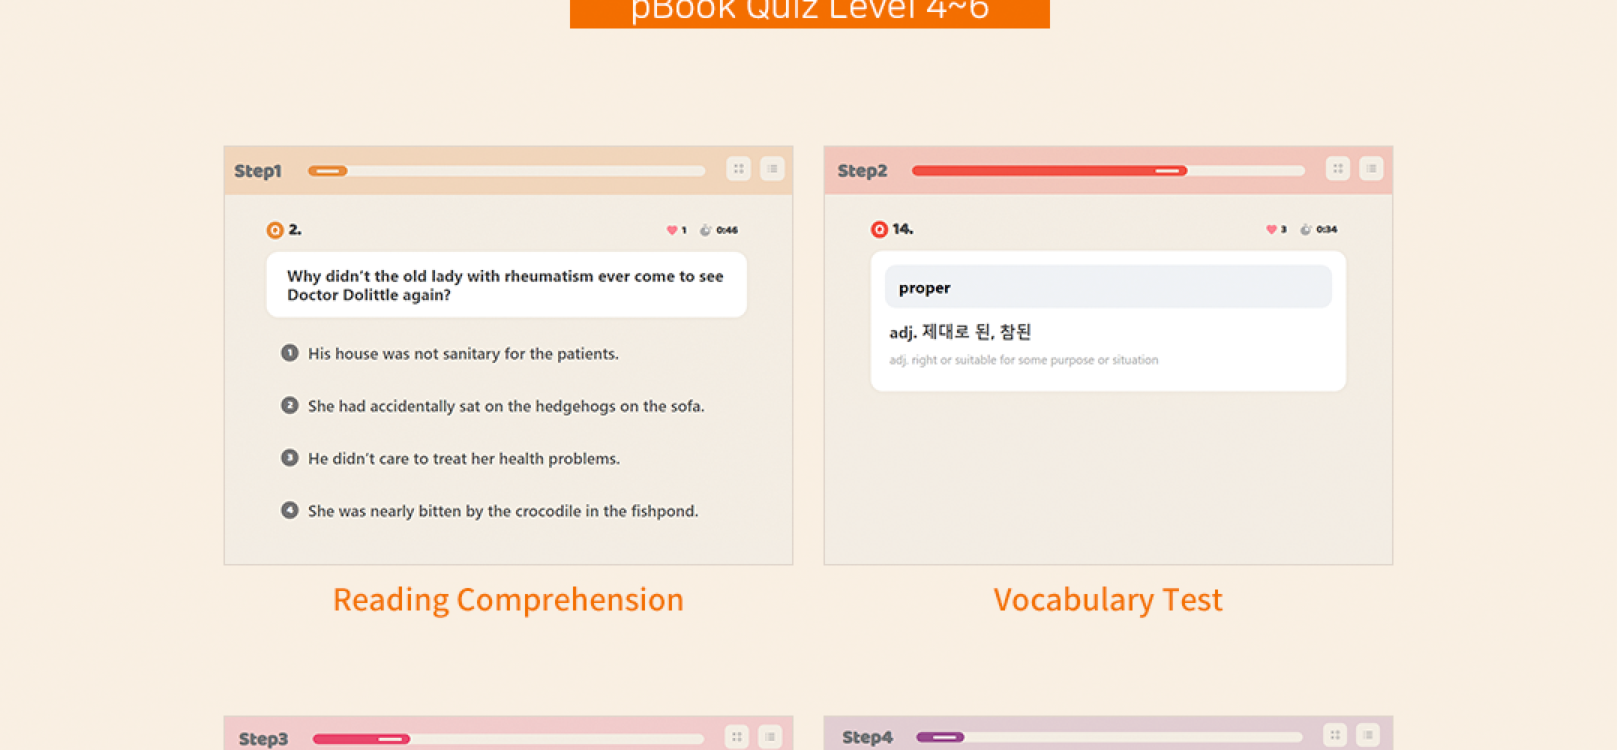 pBook Quiz Level 4~6
Step1
Q 2.
1
0:46
Why didn't the old lady with rheumatism ever come to see
Doctor Dolittle again?
1 His house was not sanitary for the patients.
2 She had accidentally sat on the hedgehogs on the sofa.
3 He didn't care to treat her health problems.
4 She was nearly bitten by the crocodile in the fishpond.
Reading Comprehension
Step2
Q 14.
3
0:34
proper
adj. 제대로 된, 참된
adj. right or suitable for some purpose or situation
Vocabulary Test
Step3
Step4